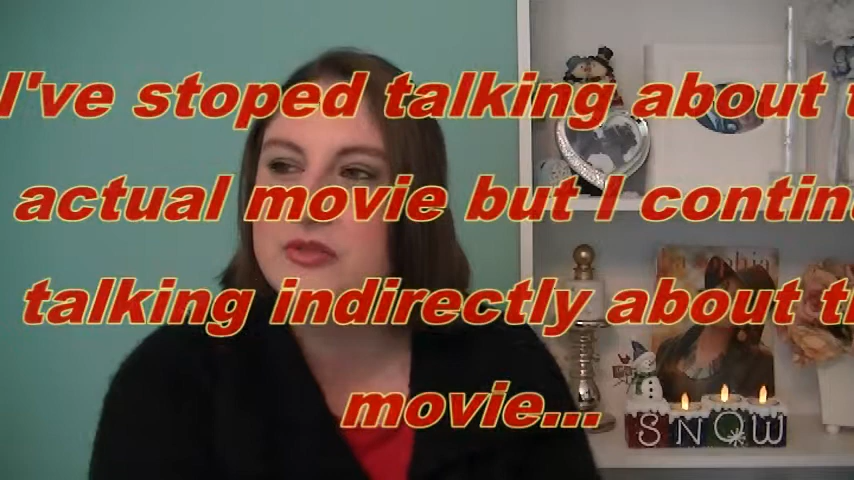 I've stoped talking about t
actual movie but I contin
talking indirectly about th
movie...
SNOW